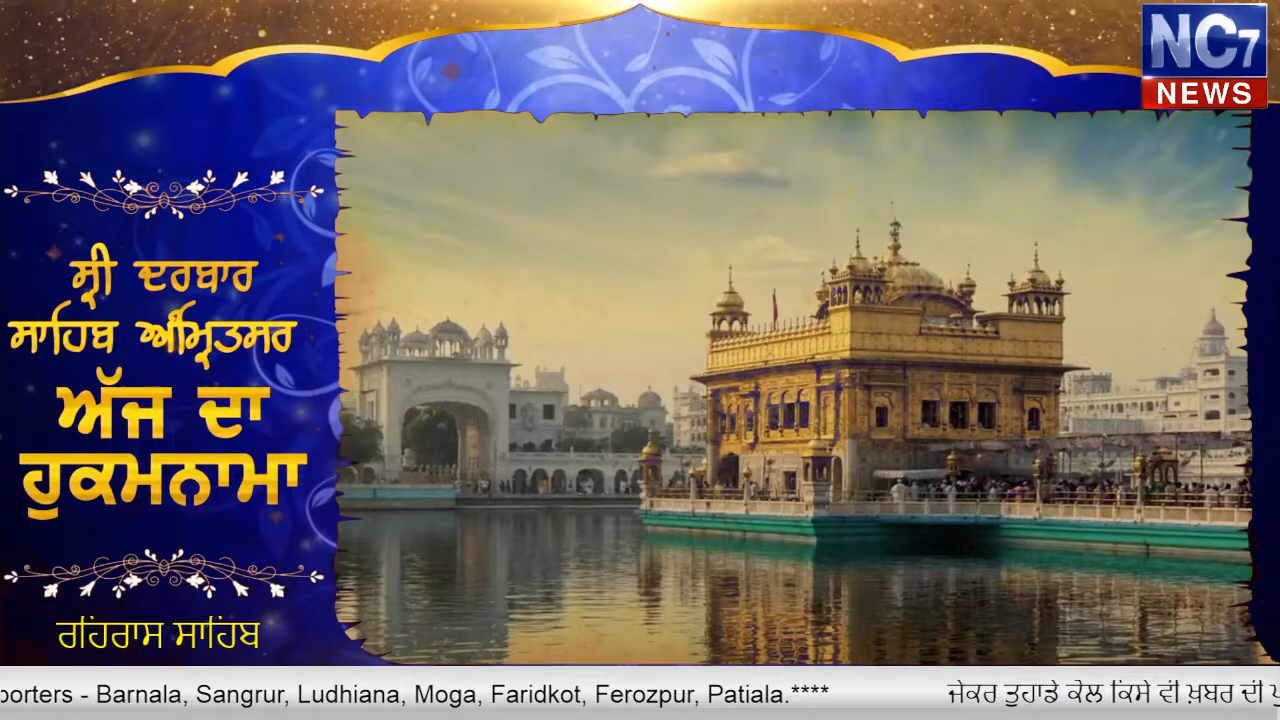 NC7
NEWS
ਸ੍ਰੀ ਦਰਬਾਰ
ਸਾਹਿਬ ਅੰਮ੍ਰਿਤਸਰ
ਅੱਜ ਦਾ
ਹੁਕਮਨਾਮਾ
ਰਹਿਰਾਸ ਸਾਹਿਬ
porters - Barnala, Sangrur, Ludhiana, Moga, Faridkot, Ferozpur, Patiala.**** ਜੇਕਰ ਤੁਹਾਡੇ ਕੋਲ ਕਿਸੇ ਵੀ ਖ਼ਬਰ ਦੀ